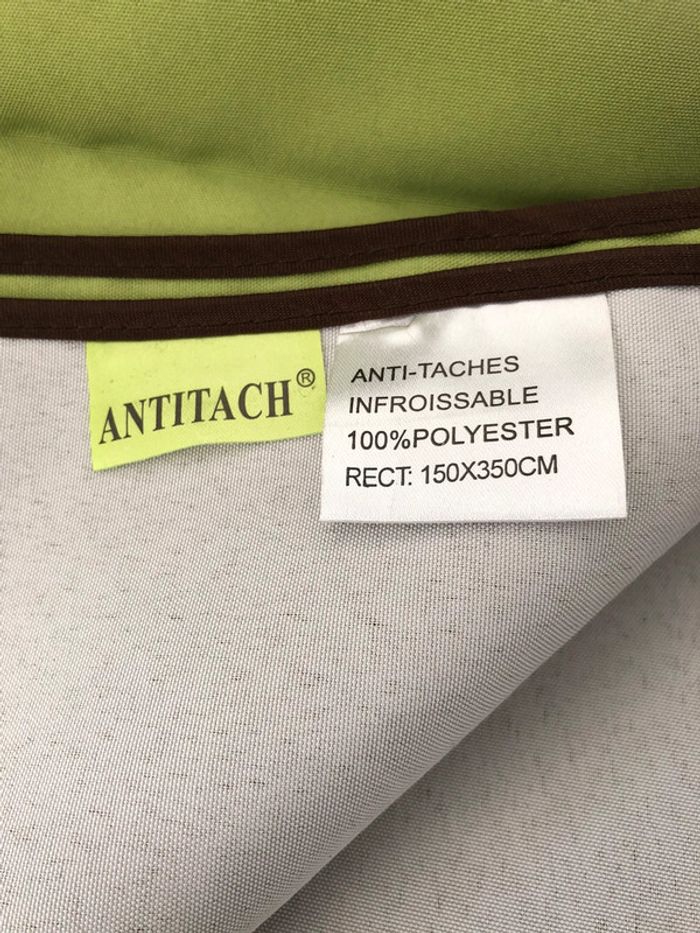 ANTITACH®
ANTI-TACHES
INFROISSABLE
100%POLYESTER
RECT: 150X350CM